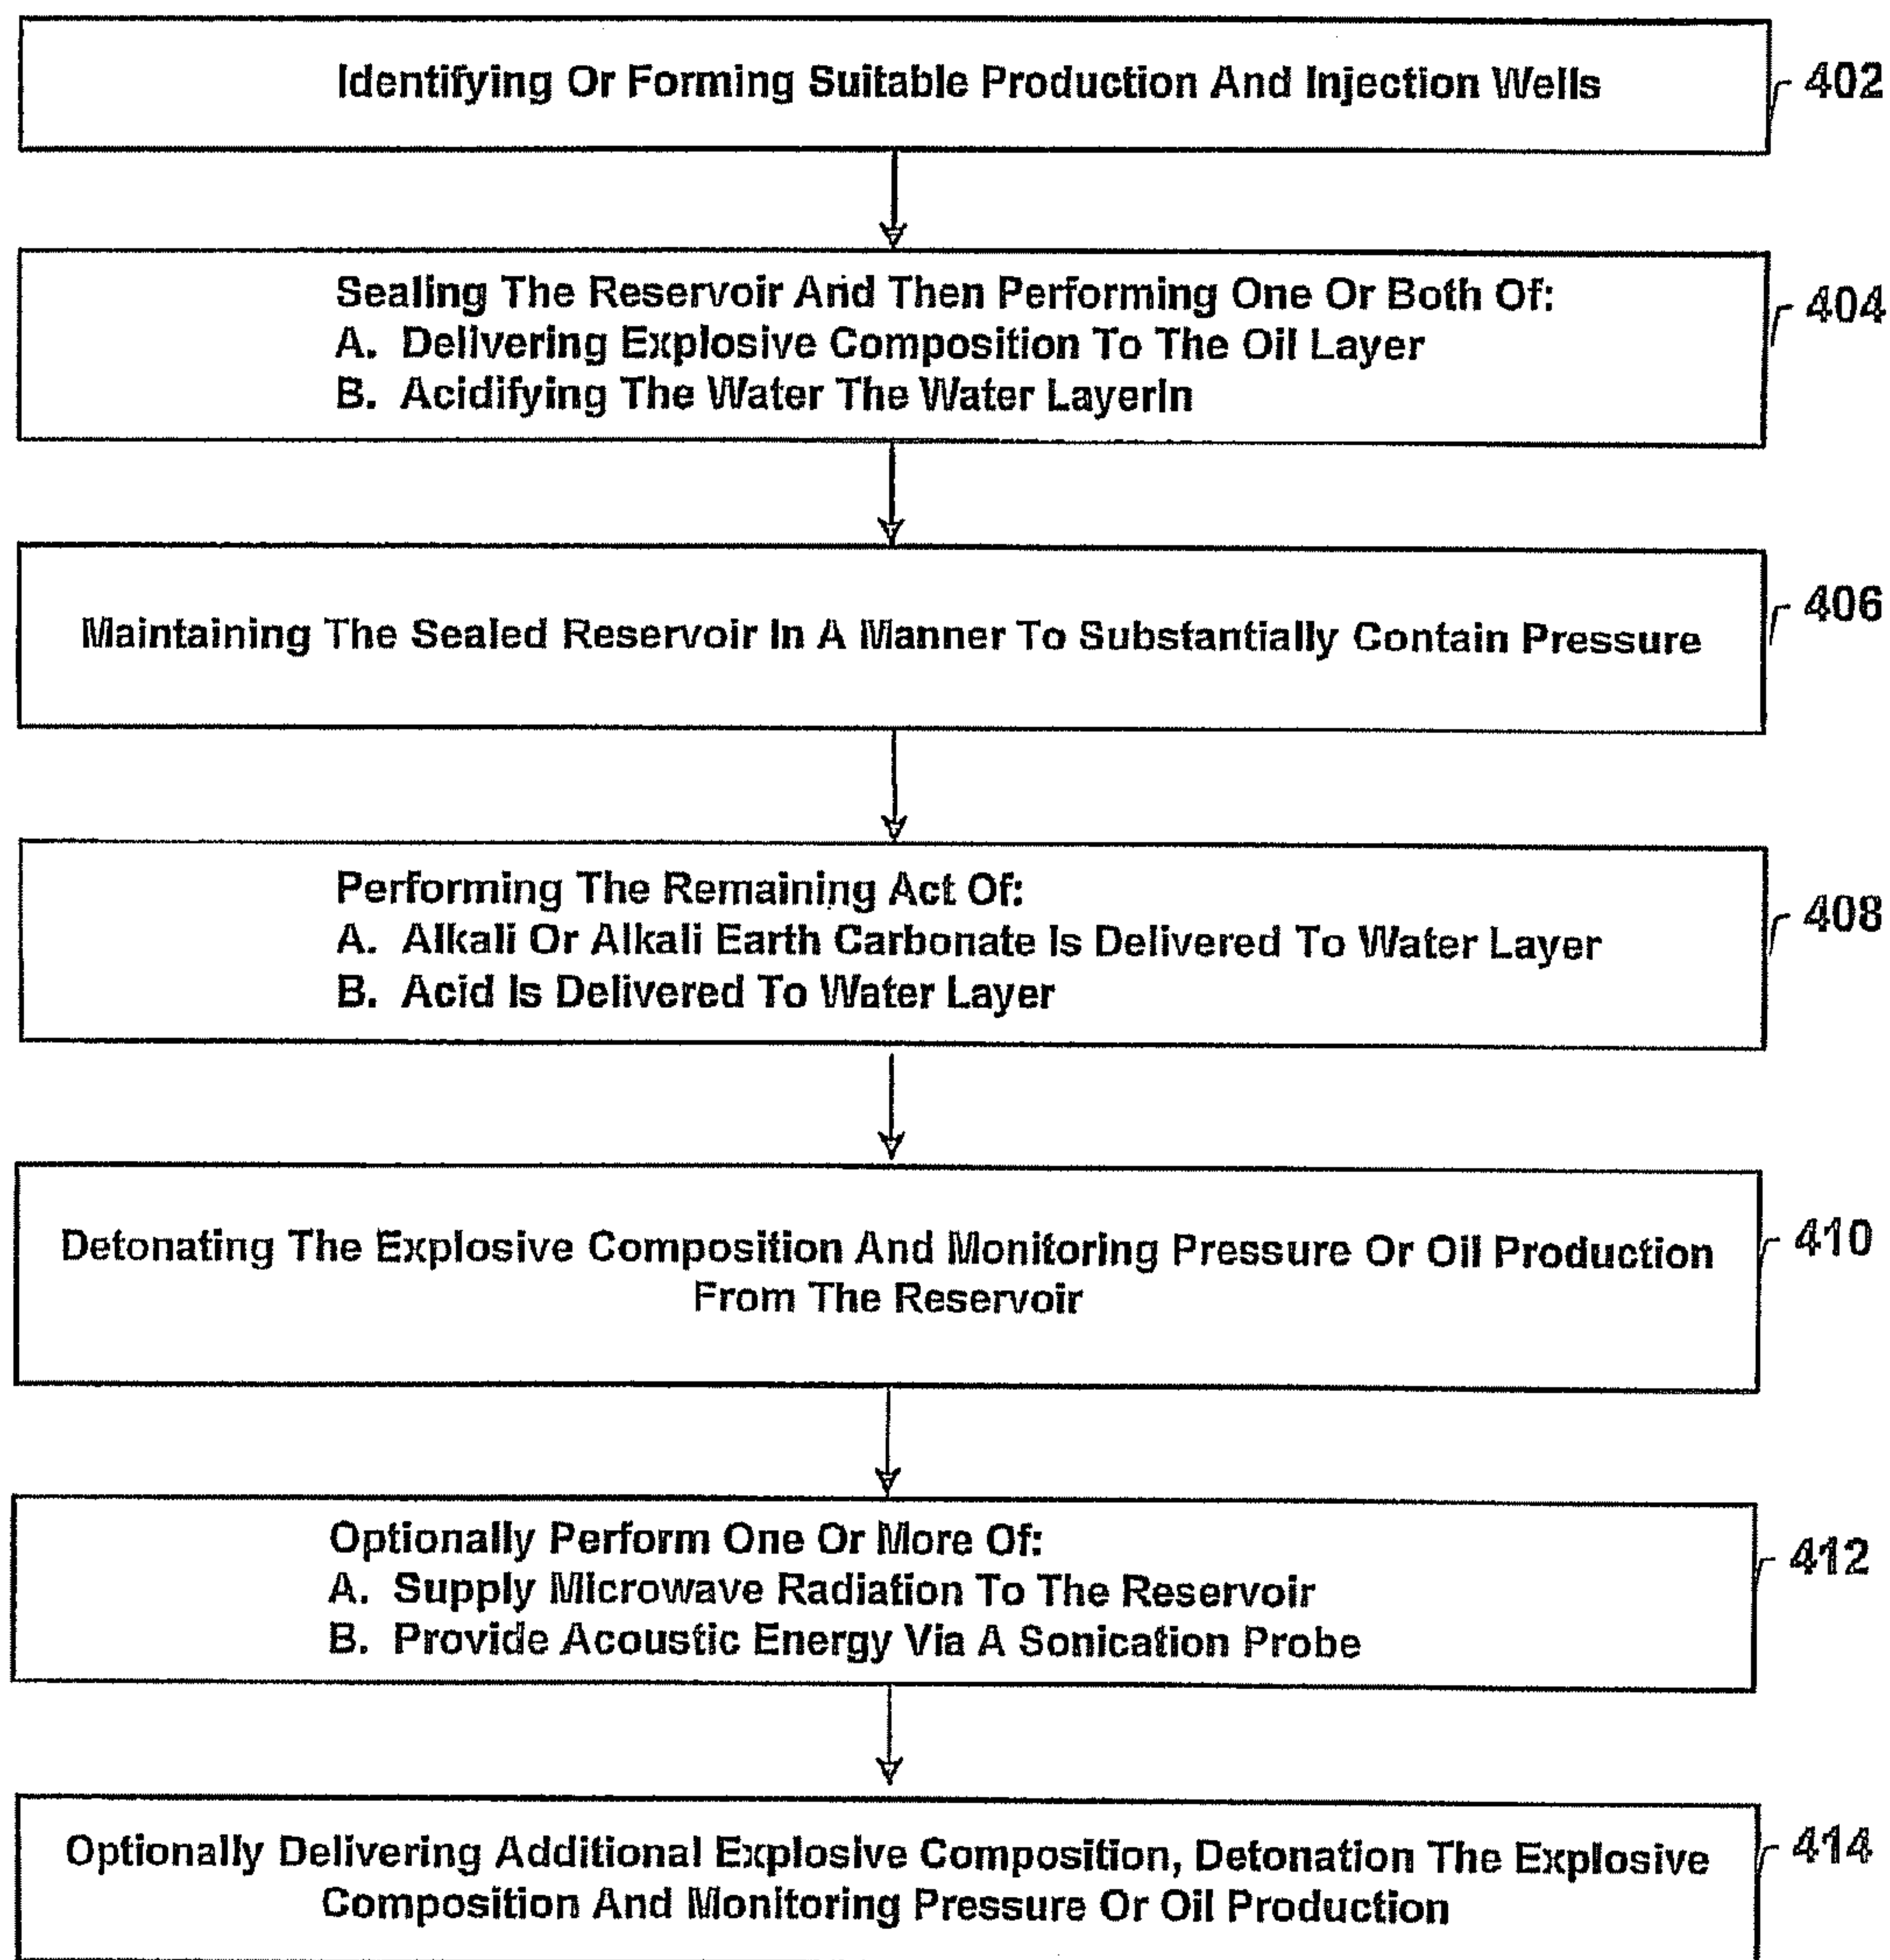 Identifying Or Forming Suitable Production And Injection Wells
402
Sealing The Reservoir And Then Performing One Or Both Of:
A. Delivering Explosive Composition To The Oil Layer
B. Acidifying The Water The Water LayerIn
404
Maintaining The Sealed Reservoir In A Manner To Substantially Contain Pressure
406
Performing The Remaining Act Of:
A. Alkali Or Alkali Earth Carbonate Is Delivered To Water Layer
B. Acid Is Delivered To Water Layer
408
Detonating The Explosive Composition And Monitoring Pressure Or Oil Production
From The Reservoir
410
Optionally Perform One Or More Of:
A. Supply Microwave Radiation To The Reservoir
B. Provide Acoustic Energy Via A Sonication Probe
412
Optionally Delivering Additional Explosive Composition, Detonation The Explosive
Composition And Monitoring Pressure Or Oil Production
414